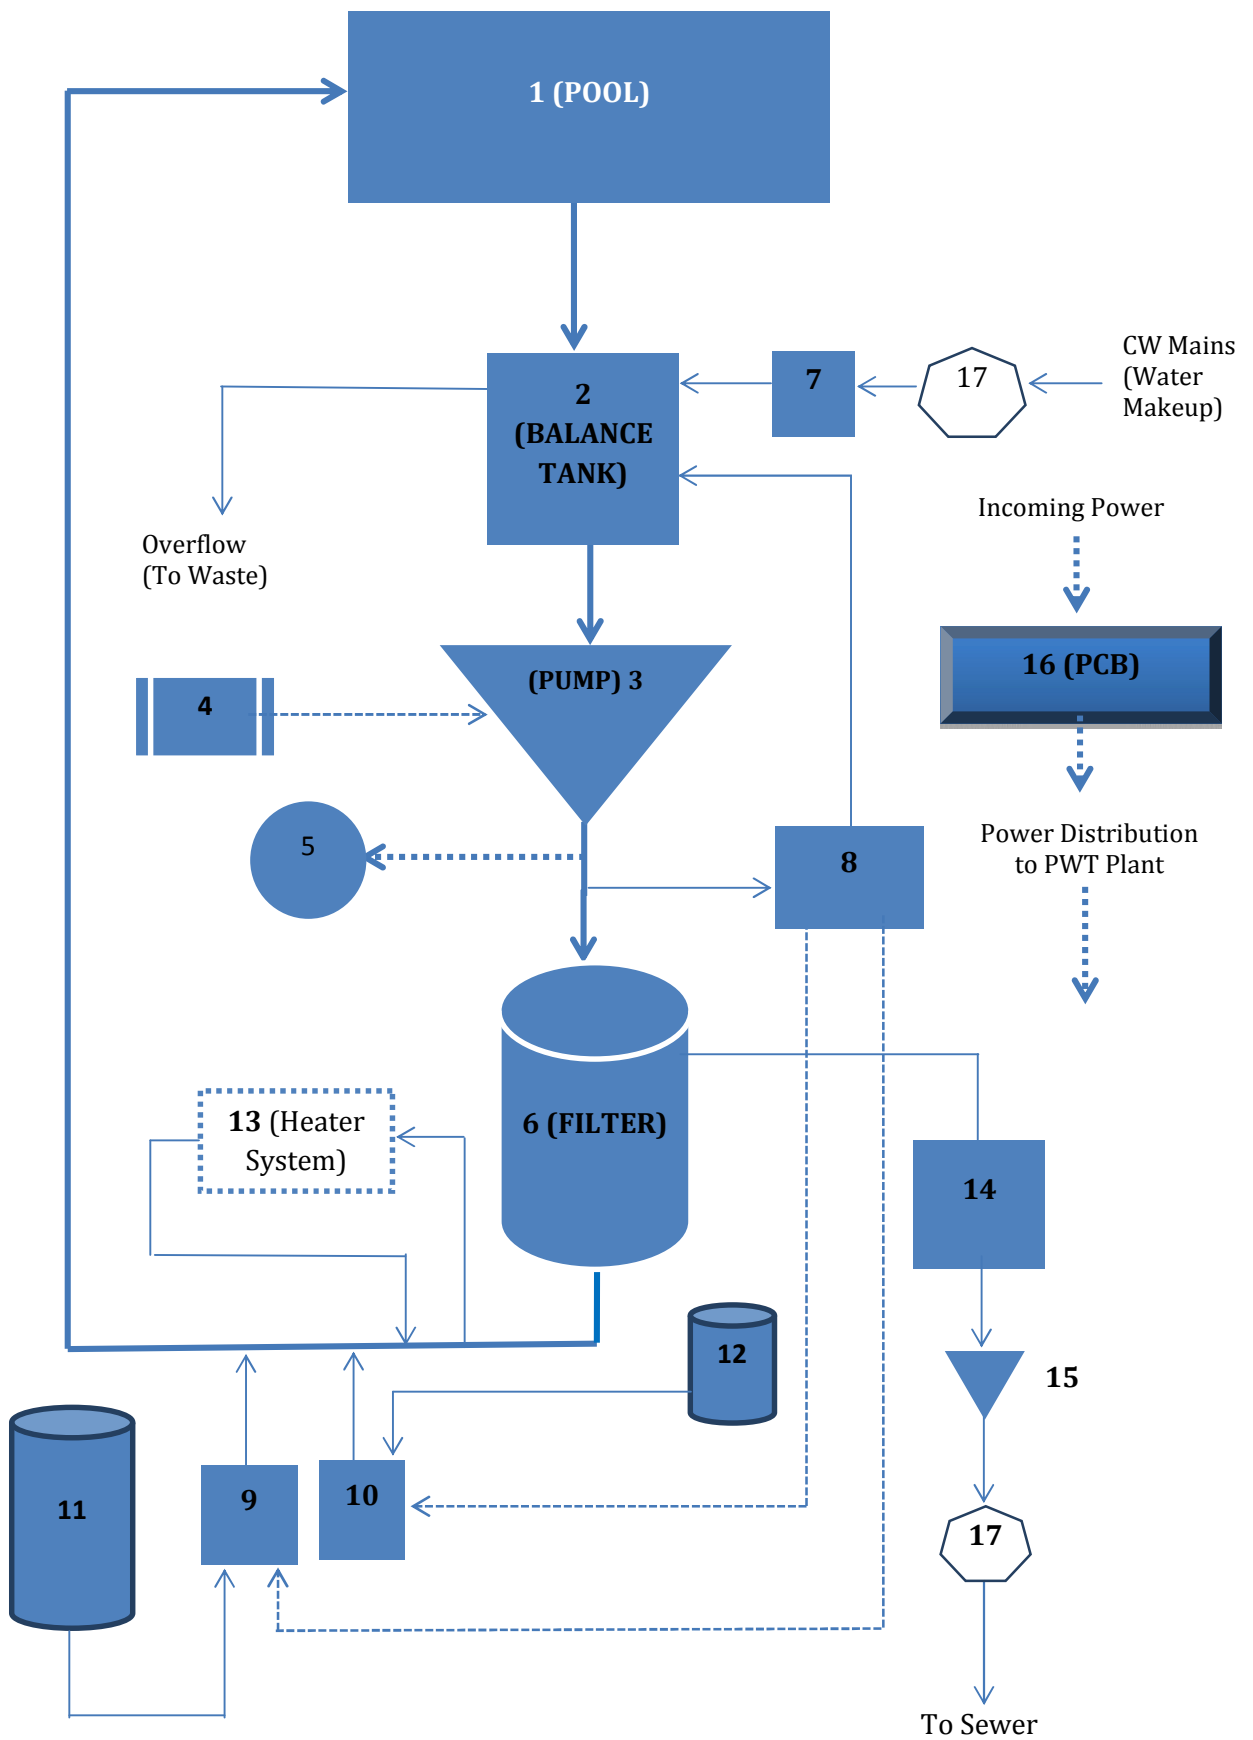 1 (POOL)
CW Mains
(Water
Makeup)
17
7
2
(BALANCE
TANK)
Incoming Power
Overflow
(To Waste)
16 (PCB)
(PUMP) 3
4
Power Distribution
to PWT Plant
5
8
13 (Heater
System)
6 (FILTER)
14
12
15
11
9
10
17
To Sewer